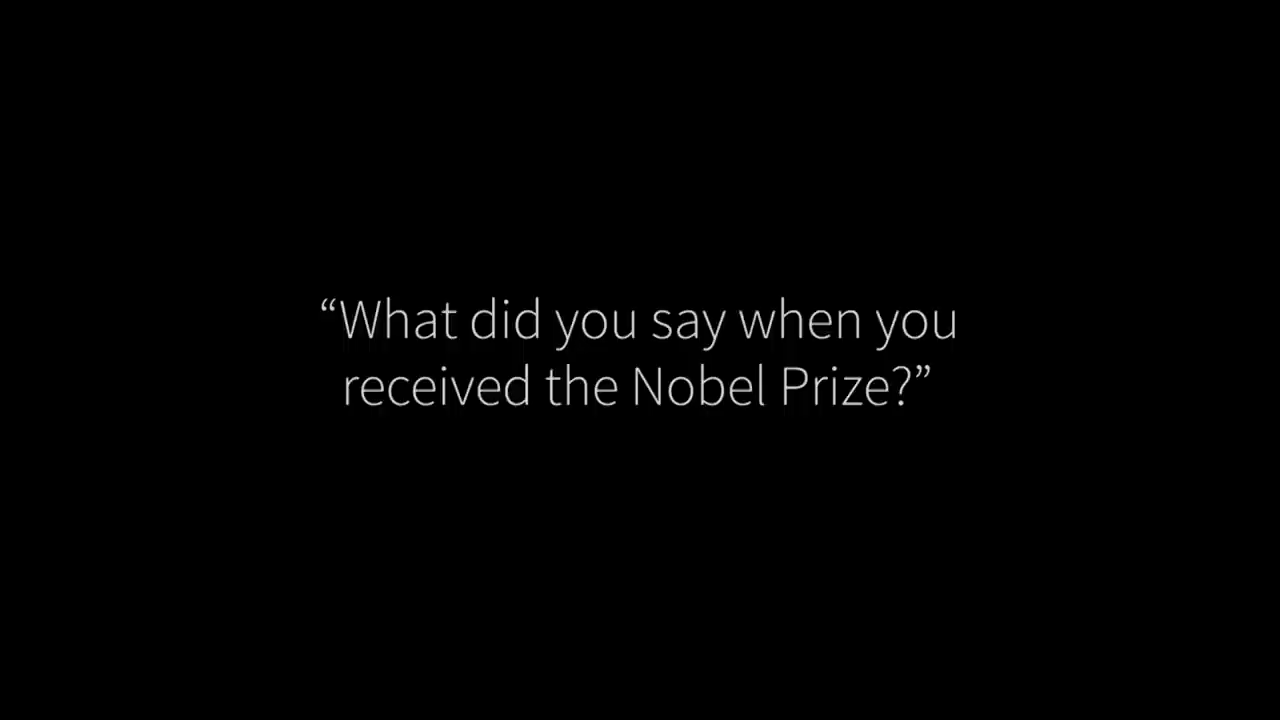 “What did you say when you
received the Nobel Prize?”